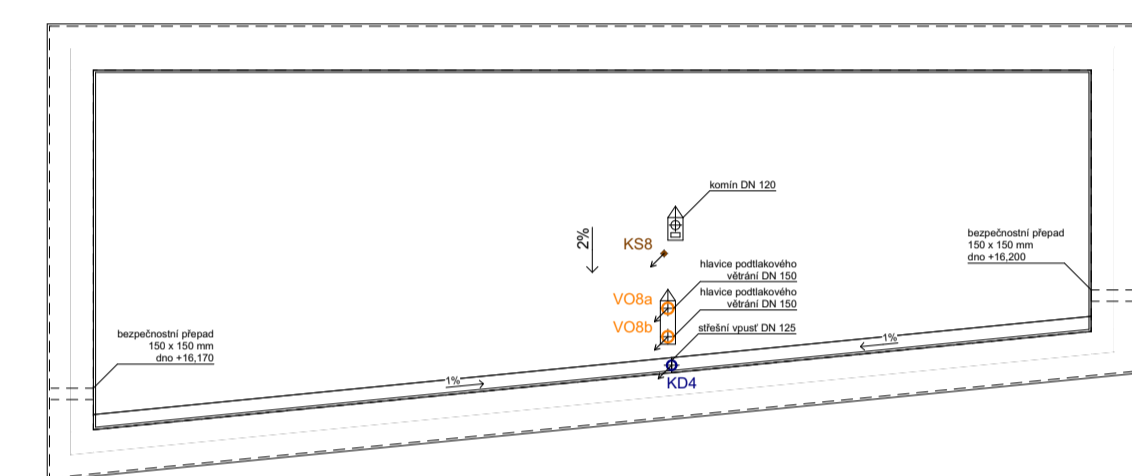 komín DN 120
2%
KS8
bezpečnostní přepad
150 x 150 mm
dno +16,200
hlavice podtlakového
větrání DN 150
VO8a
hlavice podtlakového
větrání DN 150
VO8b
střešní vpusť DN 125
bezpečnostní přepad
150 x 150 mm
dno +16,170
1%
1%
KD4